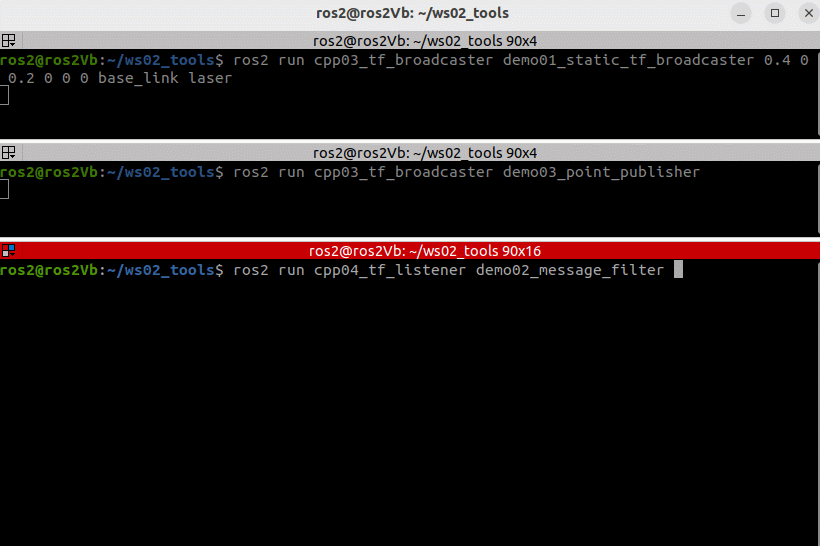 ros2@ros2Vb: ~/ws02_tools
ros2@ros2Vb: ~/ws02_tools 90x4
ros2@ros2Vb:~/ws02_tools$ ros2 run cpp03_tf_broadcaster demo01_static_tf_broadcaster 0.4 0
0.2 0 0 0 base_link laser
ros2@ros2Vb: ~/ws02_tools 90x4
ros2@ros2Vb:~/ws02_tools$ ros2 run cpp03_tf_broadcaster demo03_point_publisher
ros2@ros2Vb: ~/ws02_tools 90x16
ros2@ros2Vb:~/ws02_tools$ ros2 run cpp04_tf_listener demo02_message_filter